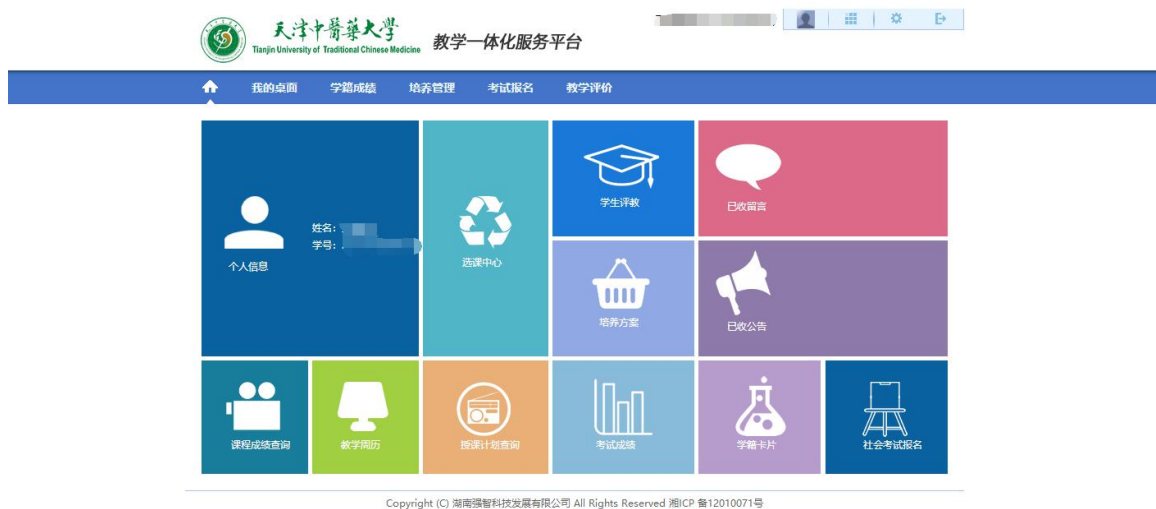 天津中醫藥大學
Tianjin University of Traditional Chinese Medicine
教学一体化服务平台
我的桌面 学籍成绩 培养管理 考试报名 教学评价
姓名：
学号：
个人信息
选课中心
学生评教
已收留言
培养方案
已收公告
课程成绩查询
教学周历
授课计划查询
考试成绩
学籍卡片
社会考试报名
Copyright (C) 湖南强智科技发展有限公司 All Rights Reserved 湘ICP 备12010071号